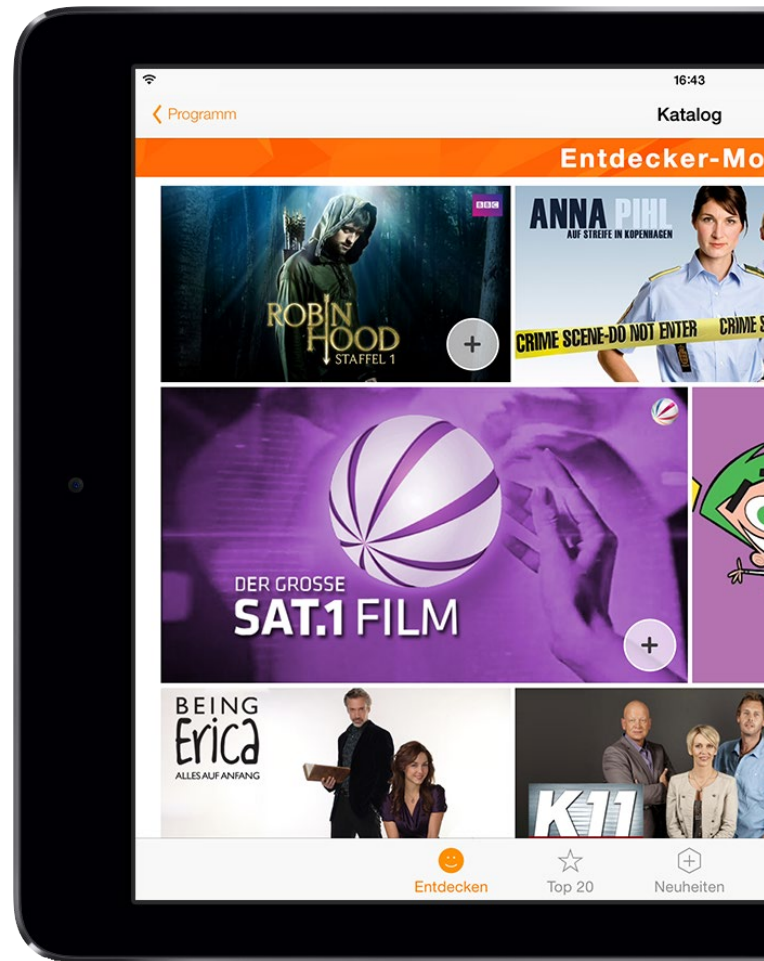 16:43
Programm
Katalog
Entdecker-Mo
BBC
ROBIN
HOOD
STAFFEL 1
ANNA PIHL
AUF STREIFE IN KOPENHAGEN
CRIME SCENE-DO NOT ENTER CRIME S
DER GROSSE
SAT.1 FILM
BEING
Erica
ALLES AUF ANFANG
K11
Entdecken
Top 20
Neuheiten